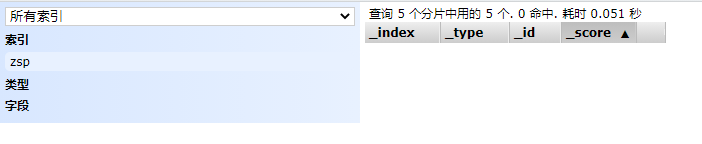 所有索引
索引
zsp
类型
字段
查询 5 个分片中用的 5 个. 0 命中. 耗时 0.051 秒
_index _type _id _score ▲